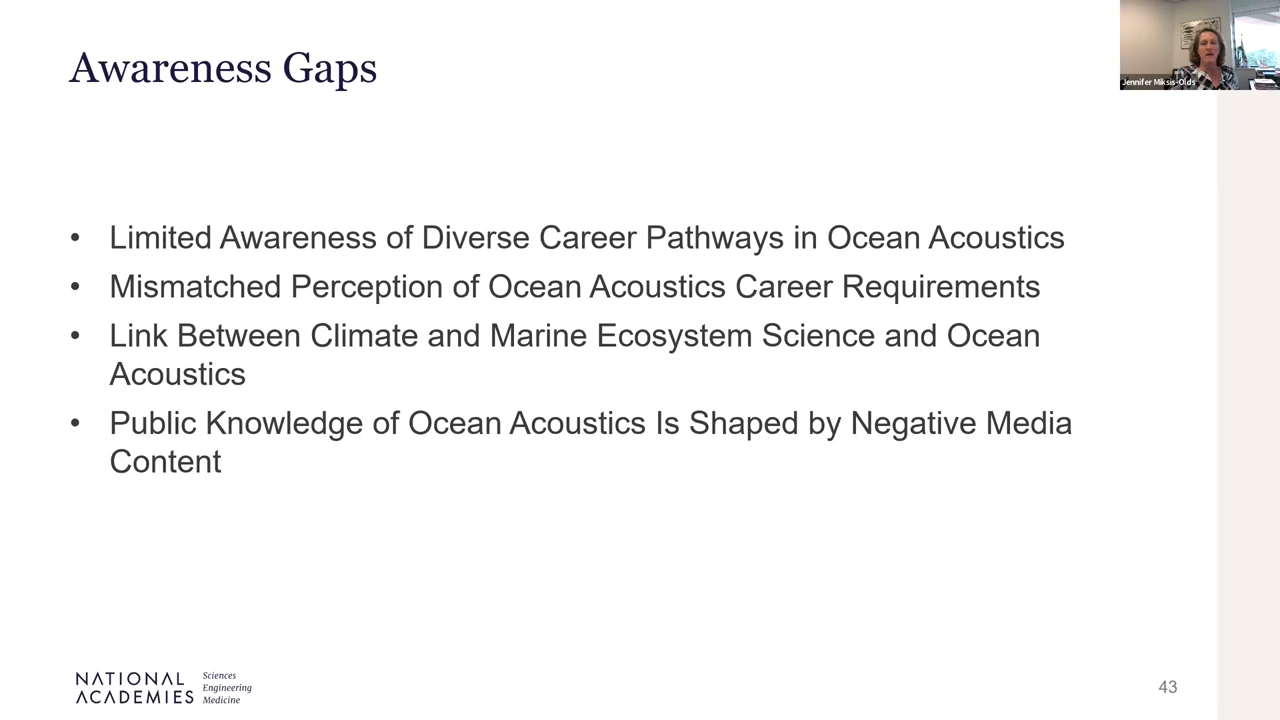 Awareness Gaps
Jennifer Miksis-Olds
• Limited Awareness of Diverse Career Pathways in Ocean Acoustics
• Mismatched Perception of Ocean Acoustics Career Requirements
• Link Between Climate and Marine Ecosystem Science and Ocean
Acoustics
• Public Knowledge of Ocean Acoustics Is Shaped by Negative Media
Content
NATIONAL
ACADEMIES
Sciences
Engineering
Medicine
43